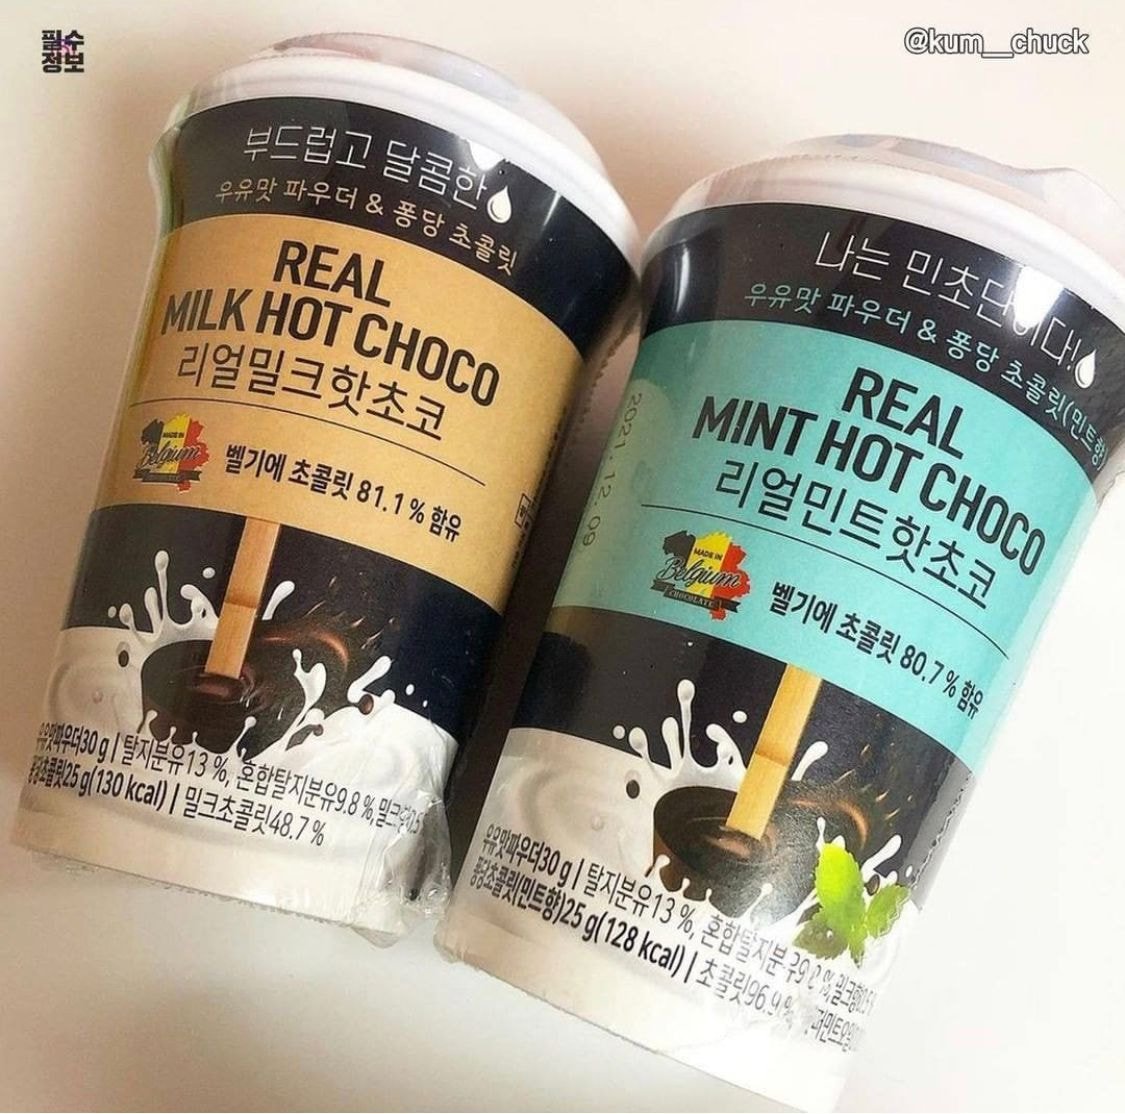 필수
정보
@kum__chuck
부드럽고 달콤한
우유맛 파우더 & 퐁당 초콜릿
REAL
MILK HOT CHOCO
리얼밀크핫초코
MADE IN
Belgium
벨기에 초콜릿 81.1 % 함유
우유맛파우더30 g | 탈지분유13 %, 혼합탈지분유9.8 %,
퐁당초콜릿25 g(130 kcal) | 밀크초콜릿48.7 %
나는 민초단이다!
우유맛 파우더 & 퐁당 초콜릿(민트향)
REAL
MINT HOT CHOCO
리얼민트핫초코
2021. 12. 09
MADE IN
Belgium
CHOCOLATE
벨기에 초콜릿 80.7 % 함유
우유맛파우더30 g | 탈지분유13 %, 혼합탈지분유
퐁당초콜릿(민트향)25 g(128 kcal) | 초콜릿96.9 %,